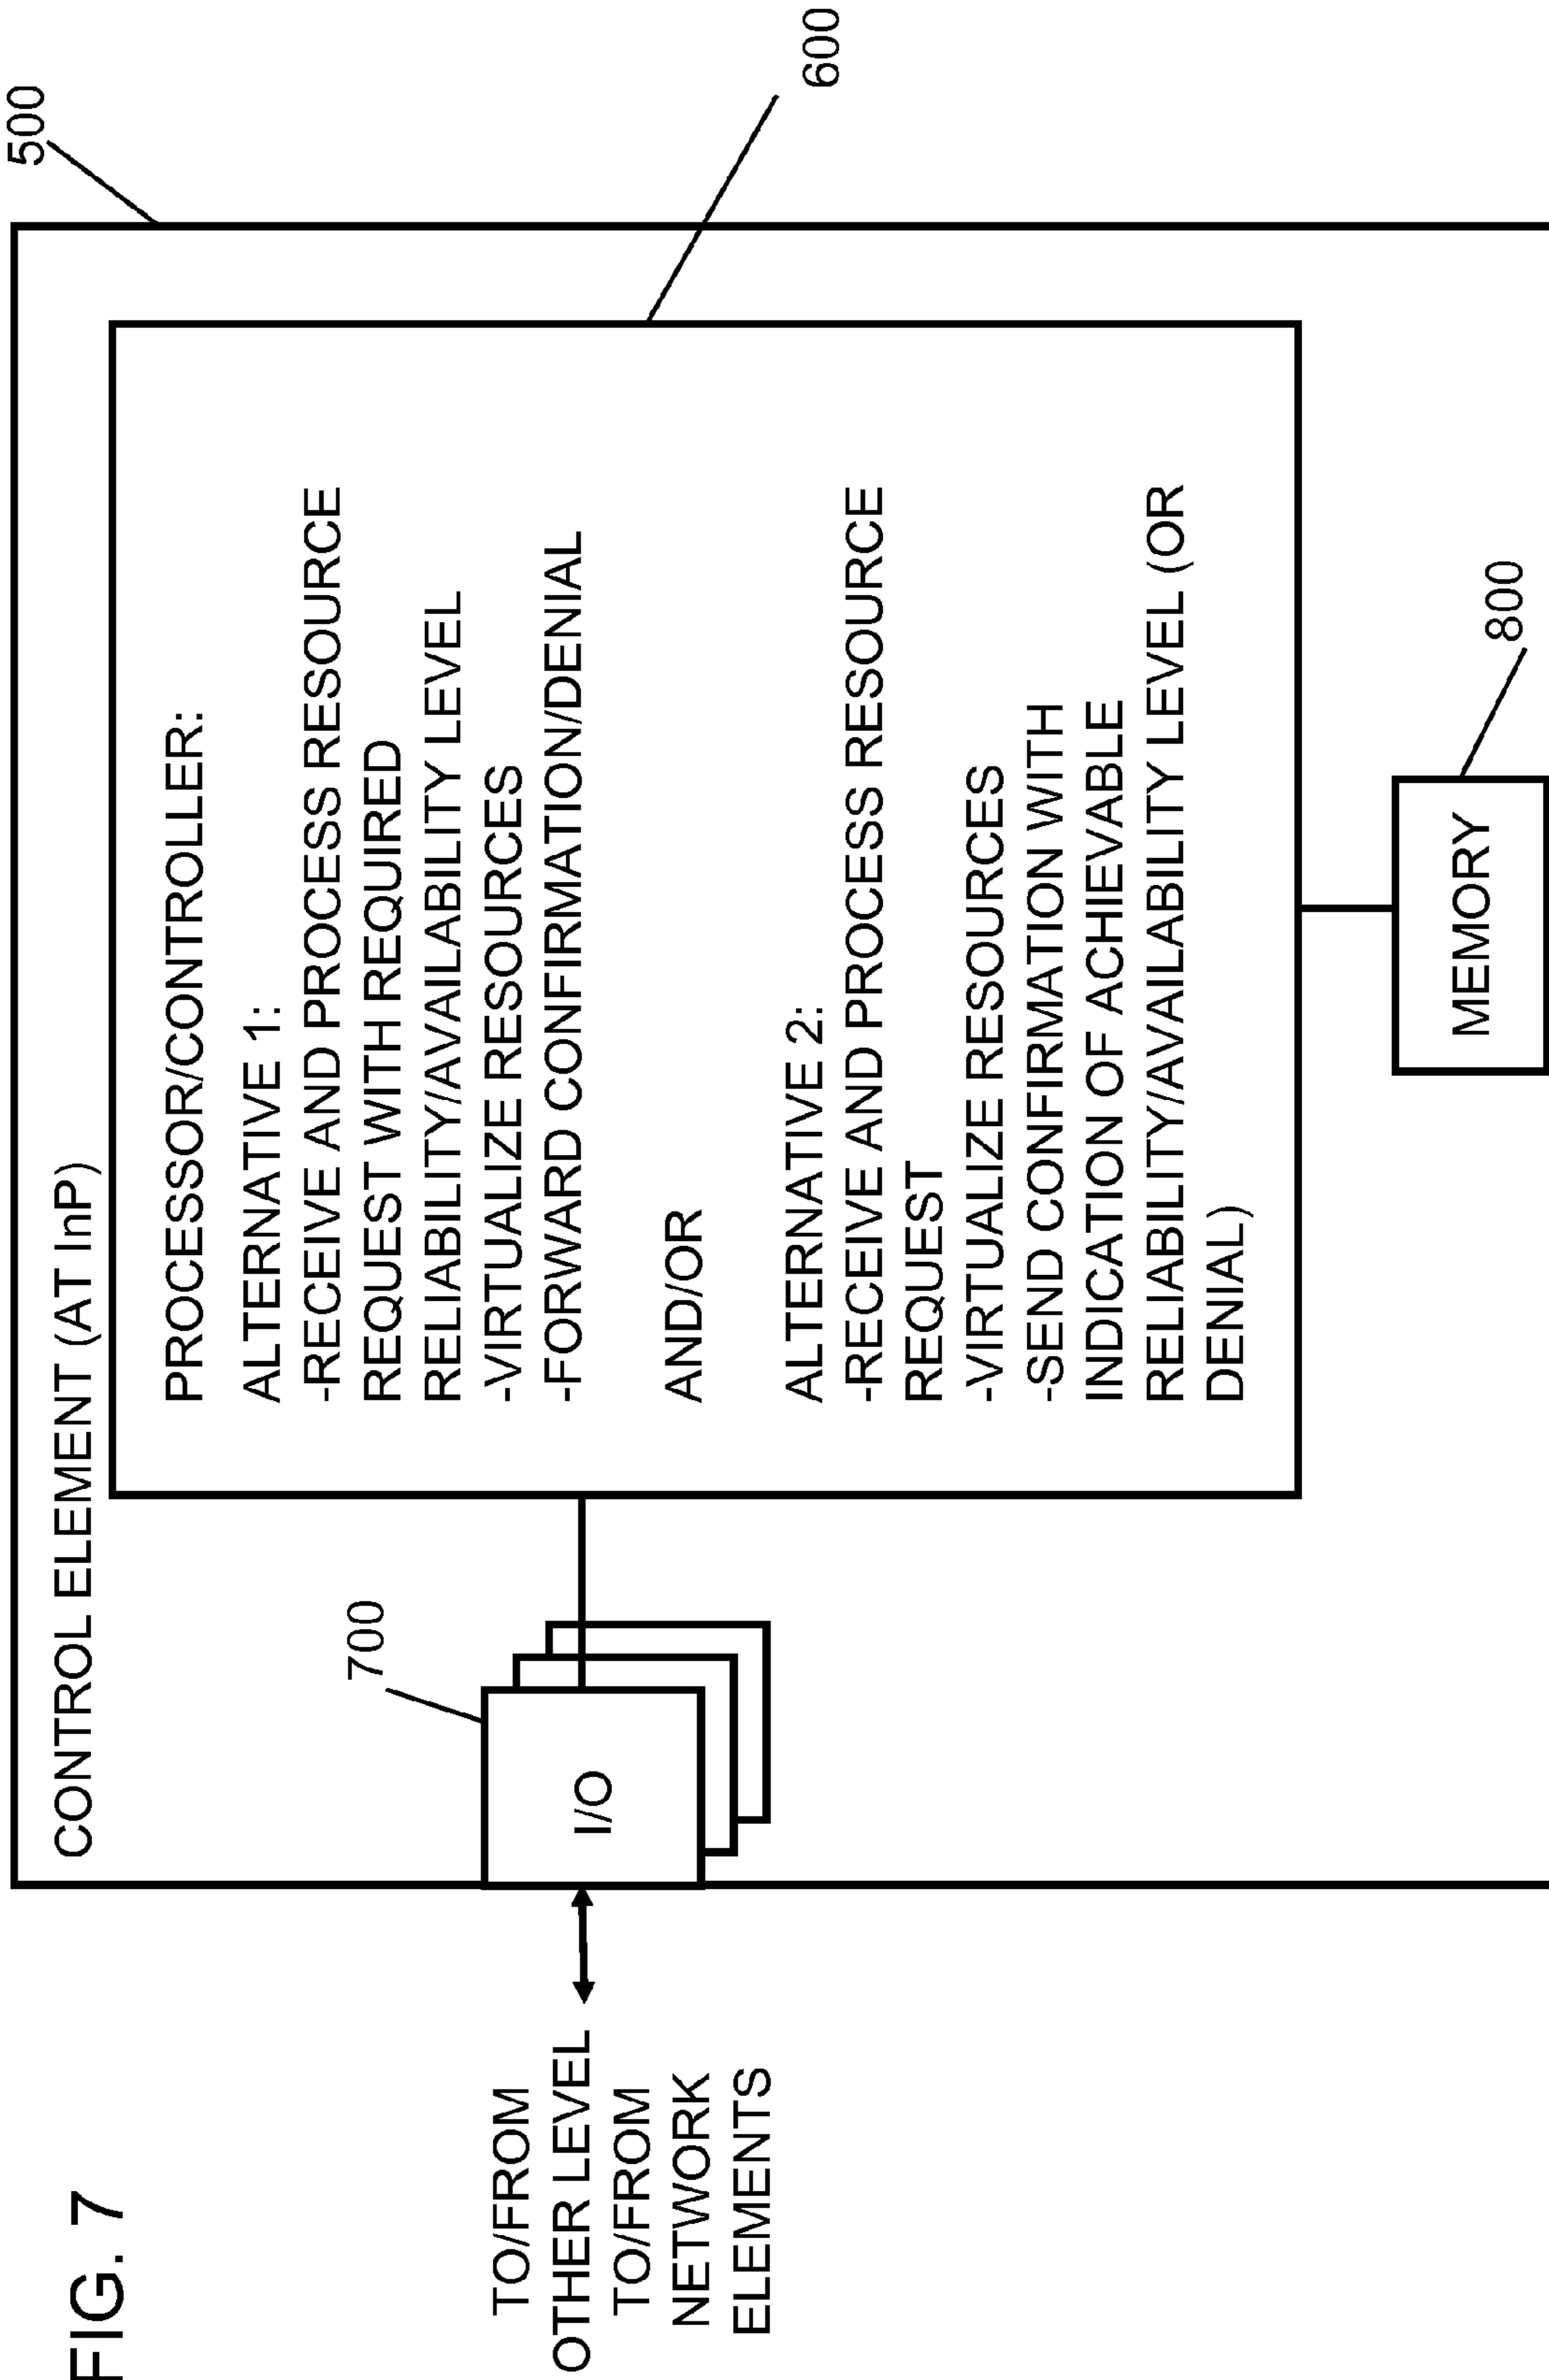 FIG. 7
500
CONTROL ELEMENT (AT InP)
PROCESSOR/CONTROLLER:
ALTERNATIVE 1:
-RECEIVE AND PROCESS RESOURCE
REQUEST WITH REQUIRED
RELIABILITY/AVAILABILITY LEVEL
-VIRTUALIZE RESOURCES
-FORWARD CONFIRMATION/DENIAL
AND/OR
ALTERNATIVE 2:
-RECEIVE AND PROCESS RESOURCE
REQUEST
-VIRTUALIZE RESOURCES
-SEND CONFIRMATION WITH
INDICATION OF ACHIEVABLE
RELIABILITY/AVAILABILITY LEVEL (OR
DENIAL)
600
700
I/O
TO/FROM
OTHER LEVEL
TO/FROM
NETWORK
ELEMENTS
800
MEMORY